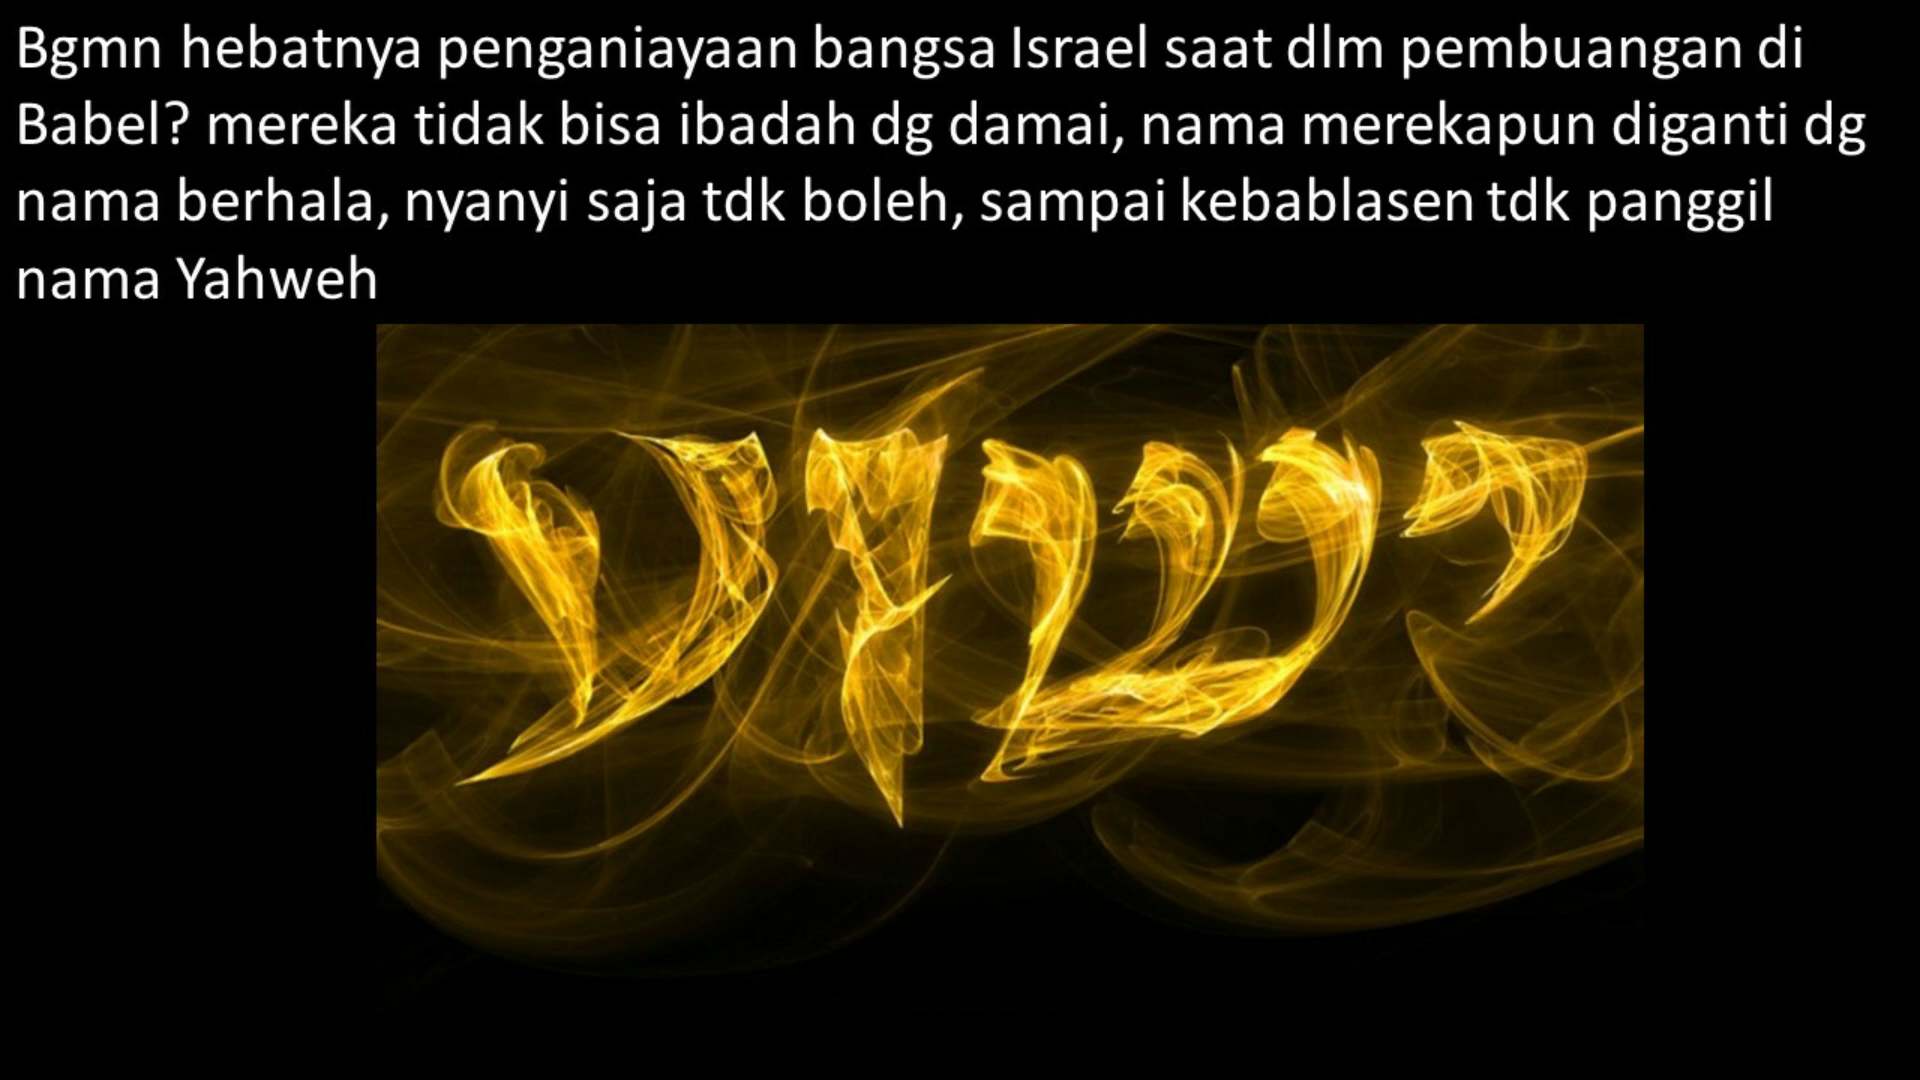 Bgmn hebatnya penganiayaan bangsa Israel saat dlm pembuangan di
Babel? mereka tidak bisa ibadah dg damai, nama merekapun diganti dg
nama berhala, nyanyi saja tdk boleh, sampai kebablasen tdk panggil
nama Yahweh
ישוע